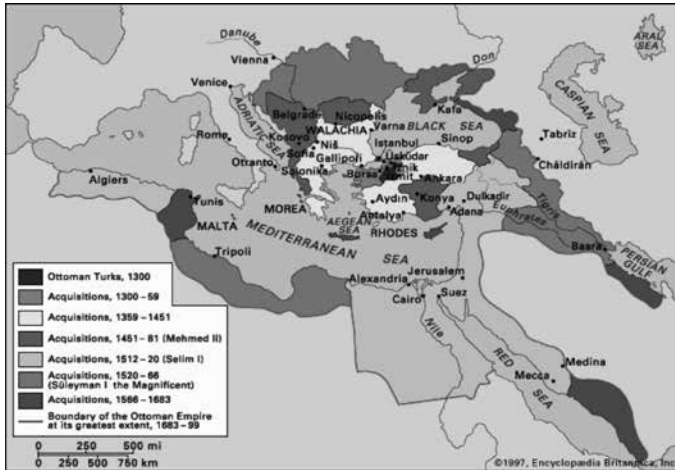 ARAL
SEA
Danube
Don
Vienna
CASPIAN
SEA
Venice
Kafa
Belgrade
Nicopolis
ADRIATIC
SEA
WALACHIA
Varna
BLACK SEA
Tabriz
Rome
Kosovo
Niš
Istanbul
Sinop
Sofia
Üsküdar
Otranto
Gallipoli
İznik
Chāldirān
Salonika
Bursa
İzmit
Ankara
Algiers
Konya
Dulkadir
Tigris
Tunis
MOREA
Aydın
Adana
Euphrates
MALTA
AEGEAN
SEA
Antalya
Basra
PERSIAN
GULF
MEDITERRANEAN
SEA
RHODES
Tripoli
Jerusalem
Alexandria
Cairo
Suez
Nile
RED
SEA
Medina
Mecca
Ottoman Turks, 1300
Acquisitions, 1300–59
Acquisitions, 1359–1451
Acquisitions, 1451–81 (Mehmed II)
Acquisitions, 1512–20 (Selim I)
Acquisitions, 1520–66
(Süleyman I the Magnificent)
Acquisitions, 1566–1683
Boundary of the Ottoman Empire
at its greatest extent, 1683–99
0 250 500 mi
0 250 500 750 km
©1997, Encyclopædia Britannica, Inc